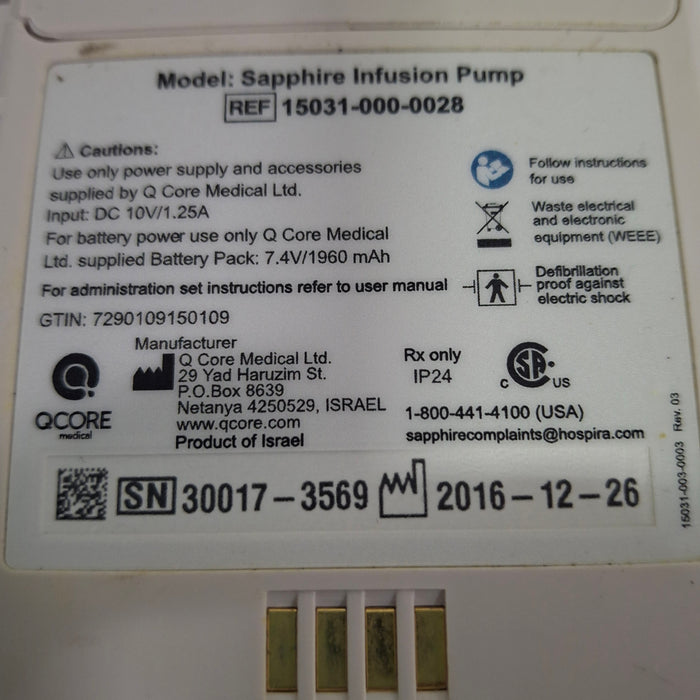 Model: Sapphire Infusion Pump
REF 15031-000-0028
Cautions:
Use only power supply and accessories
supplied by Q Core Medical Ltd.
Input: DC 10V/1.25A
For battery power use only Q Core Medical
Ltd. supplied Battery Pack: 7.4V/1960 mAh
For administration set instructions refer to user manual
GTIN: 7290109150109
Follow instructions
for use
Waste electrical
and electronic
equipment (WEEE)
Defibrillation
proof against
electric shock
QCORE
medical
Manufacturer
Q Core Medical Ltd.
29 Yad Haruzim St.
P.O.Box 8639
Netanya 4250529, ISRAEL
www.qcore.com
Product of Israel
Rx only
IP24
C SA US
1-800-441-4100 (USA)
sapphirecomplaints@hospira.com
SN 30017-3569 2016-12-26
15031-003-0003 Rev. 03